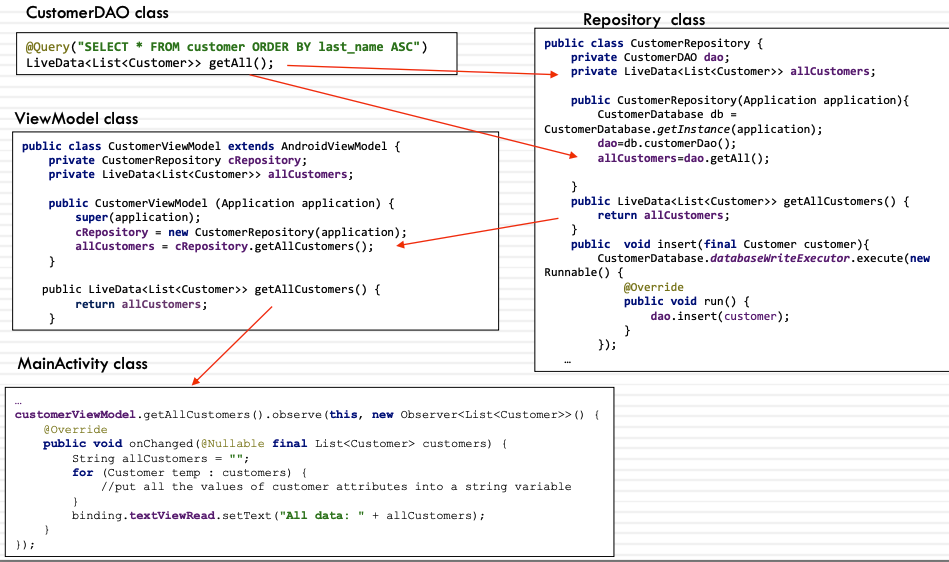 CustomerDAO class
@Query("SELECT * FROM customer ORDER BY last_name ASC")
LiveData<List<Customer>> getAll();
ViewModel class
public class CustomerViewModel extends AndroidViewModel {
private CustomerRepository cRepository;
private LiveData<List<Customer>> allCustomers;
public CustomerViewModel (Application application) {
super(application);
cRepository = new CustomerRepository(application);
allCustomers = cRepository.getAllCustomers();
}
public LiveData<List<Customer>> getAllCustomers() {
return allCustomers;
}
Repository class
public class CustomerRepository {
private CustomerDAO dao;
private LiveData<List<Customer>> allCustomers;
public CustomerRepository(Application application){
CustomerDatabase db =
CustomerDatabase.getInstance(application);
dao=db.customerDao();
allCustomers=dao.getAll();
}
public LiveData<List<Customer>> getAllCustomers() {
return allCustomers;
}
public void insert(final Customer customer){
CustomerDatabase.databaseWriteExecutor.execute(new
Runnable() {
@Override
public void run() {
dao.insert(customer);
}
});
…
MainActivity class
…
customerViewModel.getAllCustomers().observe(this, new Observer<List<Customer>>() {
@Override
public void onChanged(@Nullable final List<Customer> customers) {
String allCustomers = "";
for (Customer temp : customers) {
//put all the values of customer attributes into a string variable
}
binding.textViewRead.setText("All data: " + allCustomers);
}
});